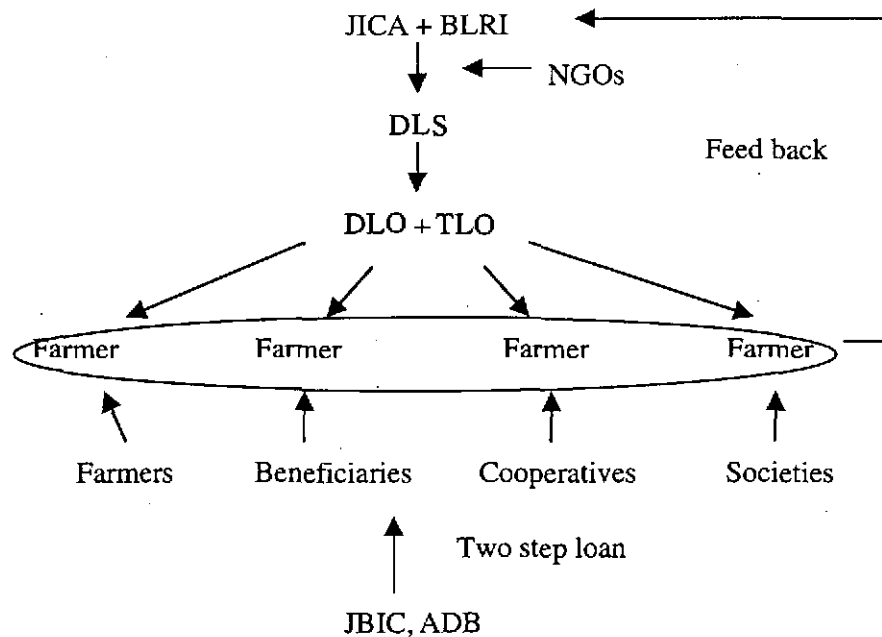 JICA + BLRI
NGOs
DLS
Feed back
DLO + TLO
Farmer Farmer Farmer Farmer
Farmers Beneficiaries Cooperatives Societies
Two step loan
JBIC, ADB